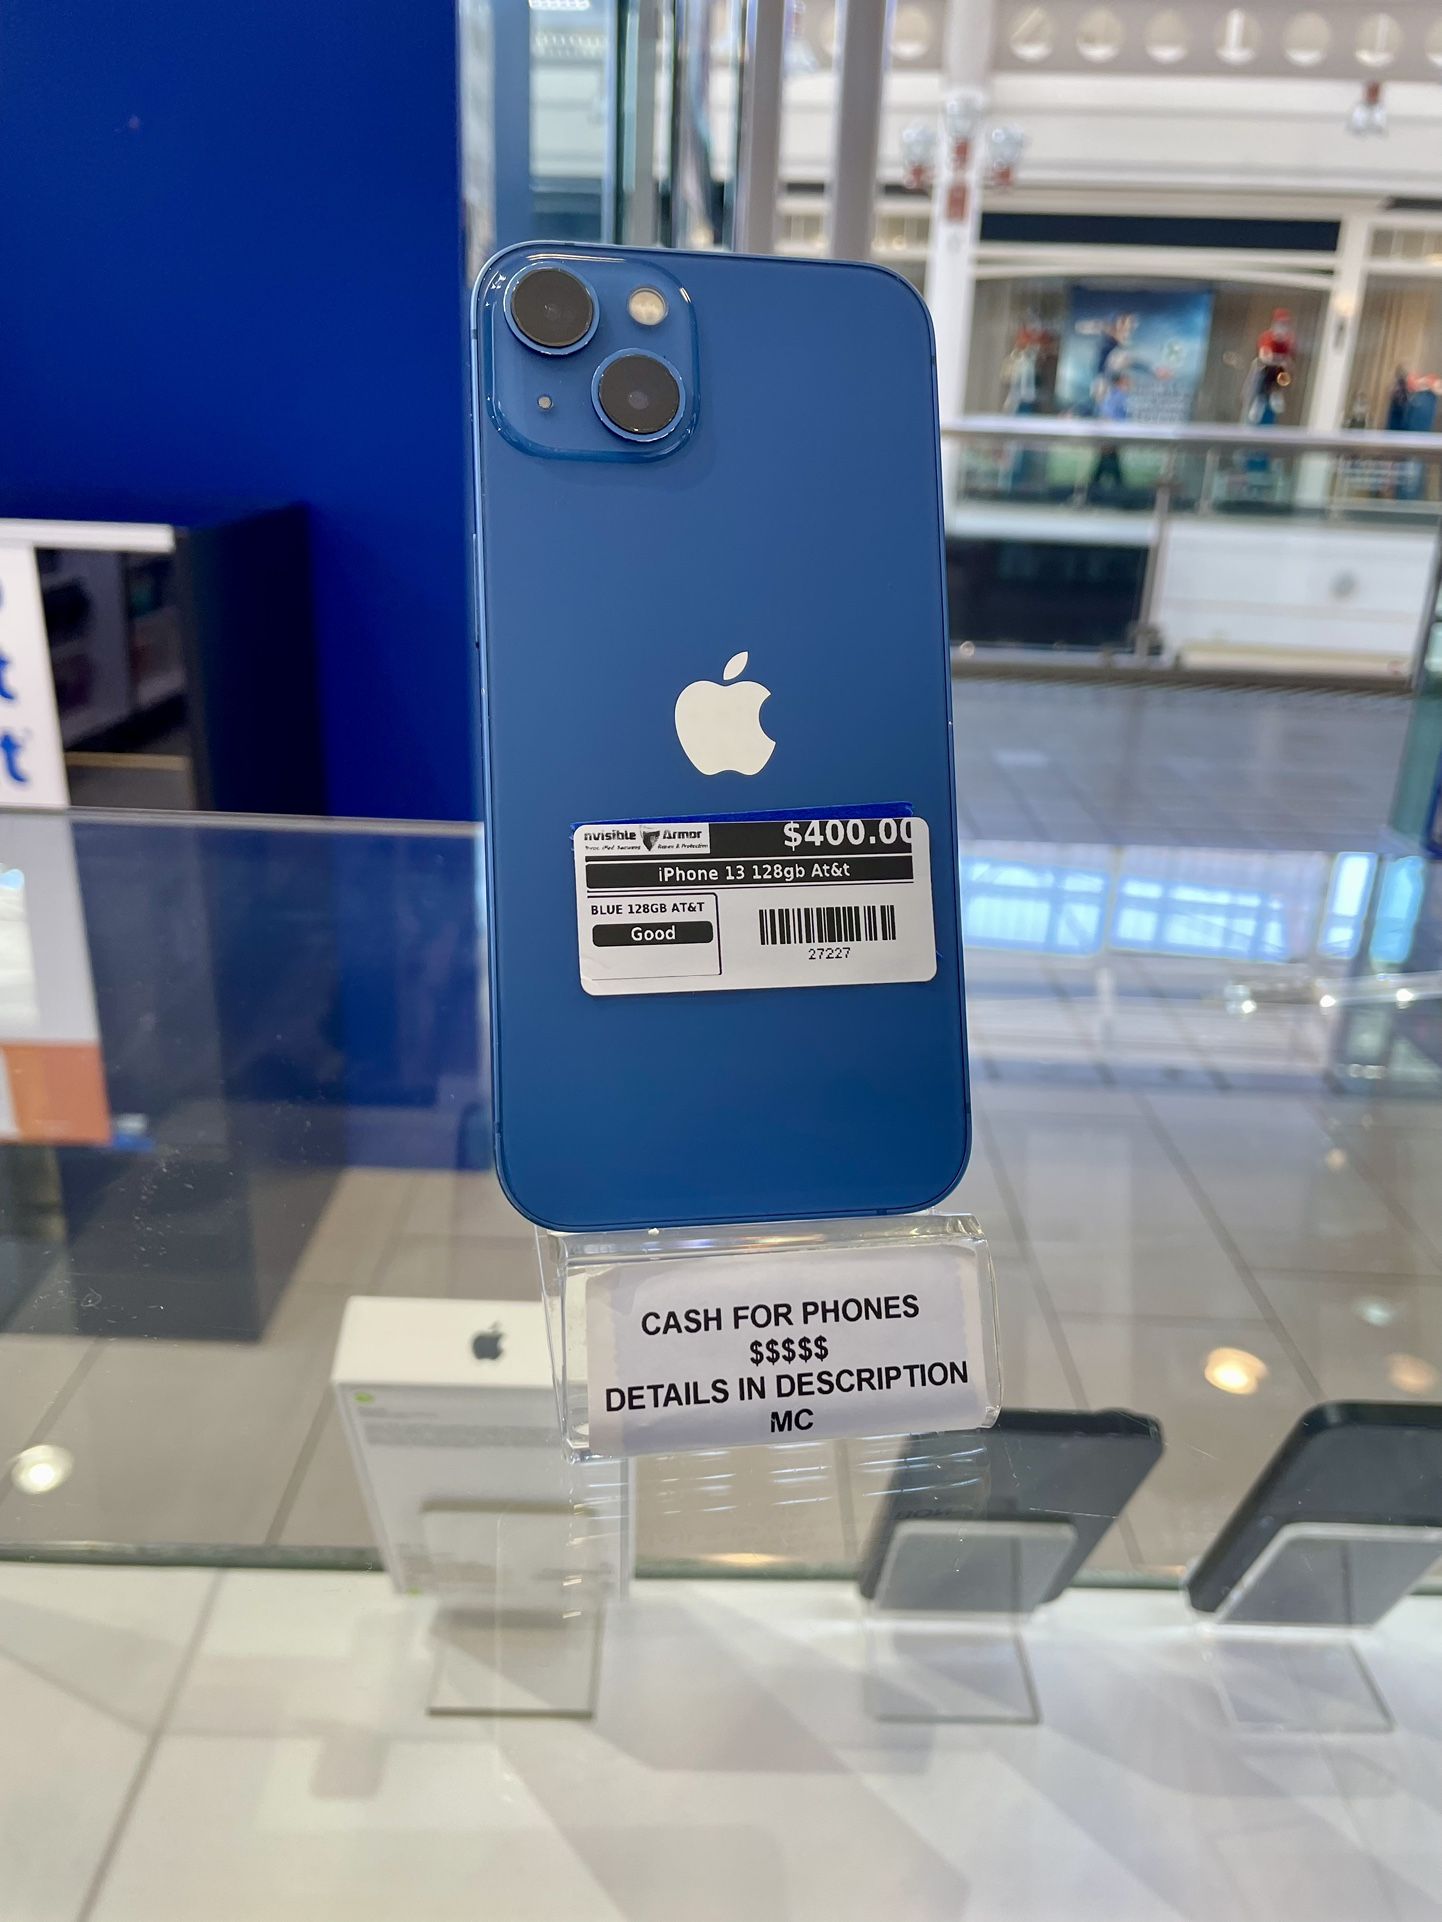 nvisible Armor
$400.00
iPhone 13 128gb At&t
BLUE 128GB AT&T
Good
27227
CASH FOR PHONES
$$$$$
DETAILS IN DESCRIPTION
MC
t
t